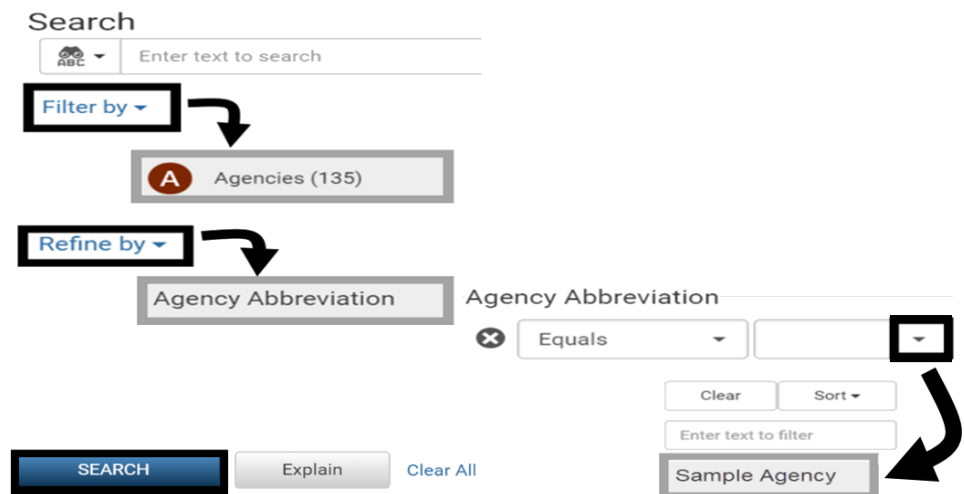 Search
ABC Enter text to search
Filter by
A Agencies (135)
Refine by
Agency Abbreviation
Agency Abbreviation
Equals
Clear Sort
Enter text to filter
Sample Agency
SEARCH Explain Clear All